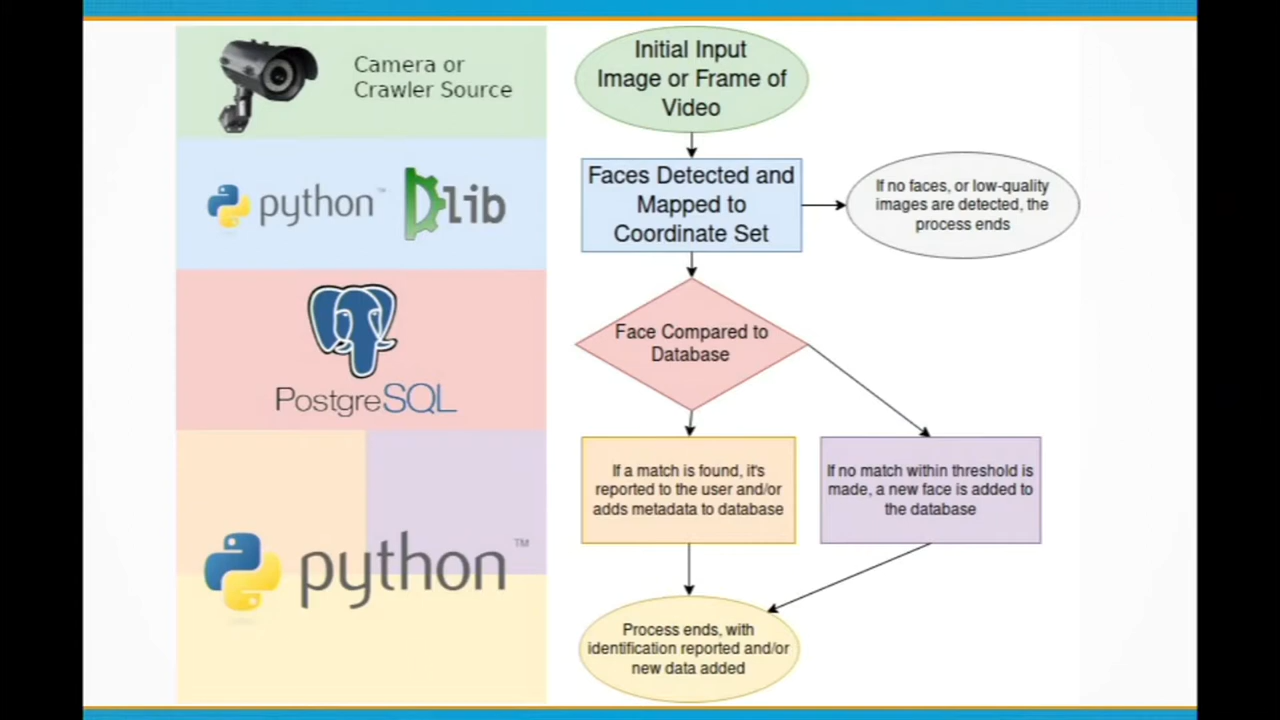 Camera or
Crawler Source
Initial Input
Image or Frame of
Video
python™
Dlib
Faces Detected and
Mapped to
Coordinate Set
If no faces, or low-quality
images are detected, the
process ends
PostgreSQL
Face Compared to
Database
If a match is found, it's
reported to the user and/or
adds metadata to database
If no match within threshold is
made, a new face is added to
the database
python™
Process ends, with
identification reported and/or
new data added